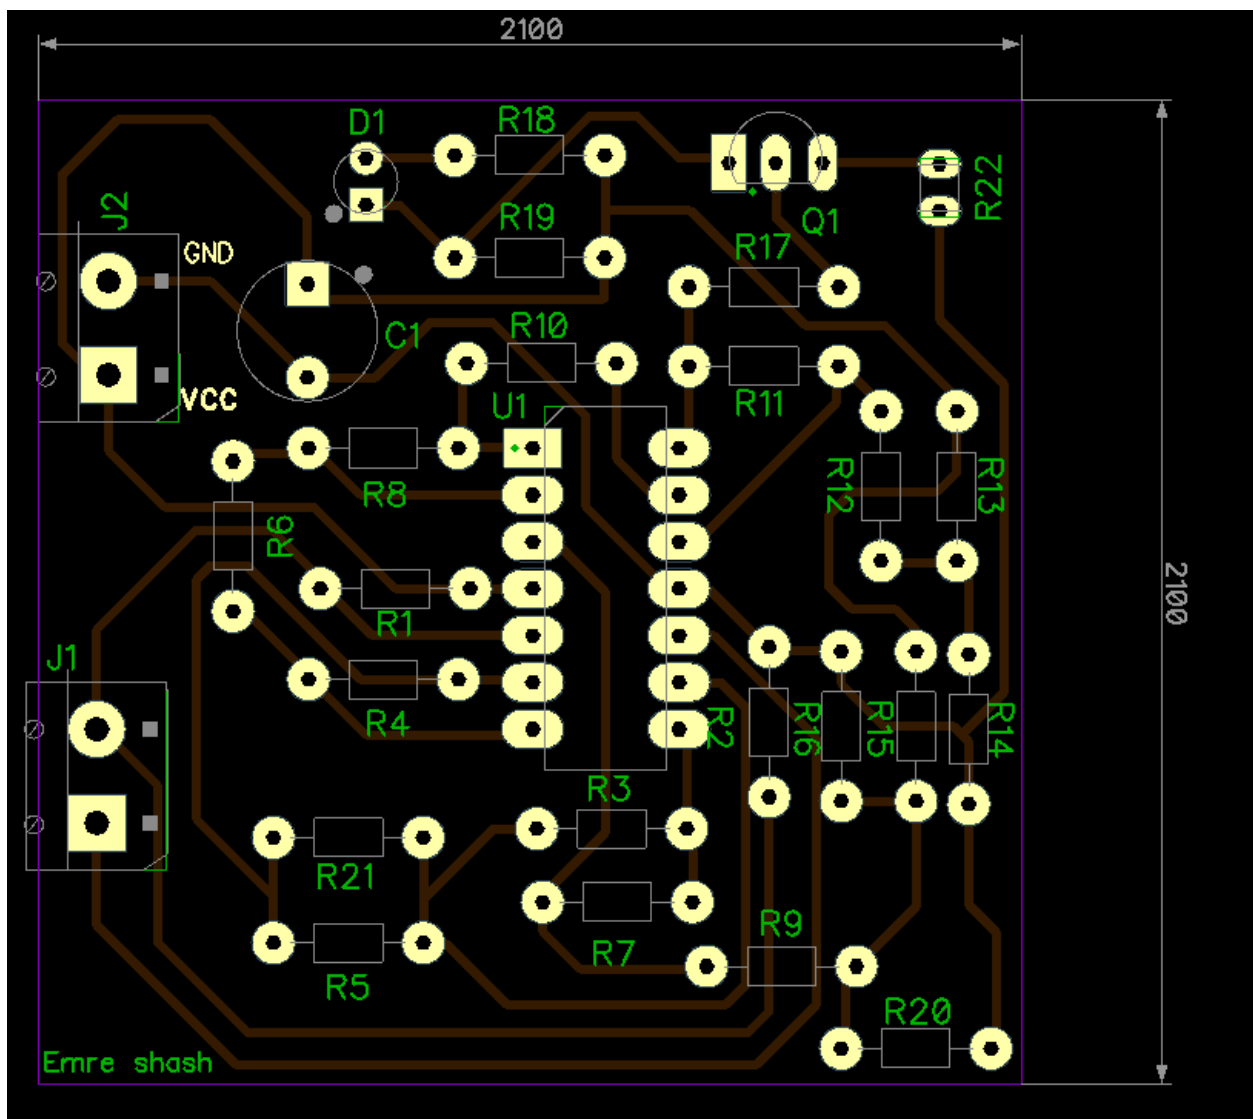 2100
D1
R18
J2
R22
R19
Q1
GND
R17
C1
R10
VCC
U1
R11
R8
R12
R13
R6
2100
R1
J1
R4
R2
R16
R15
R14
R3
R21
R9
R7
R5
R20
Emre shash